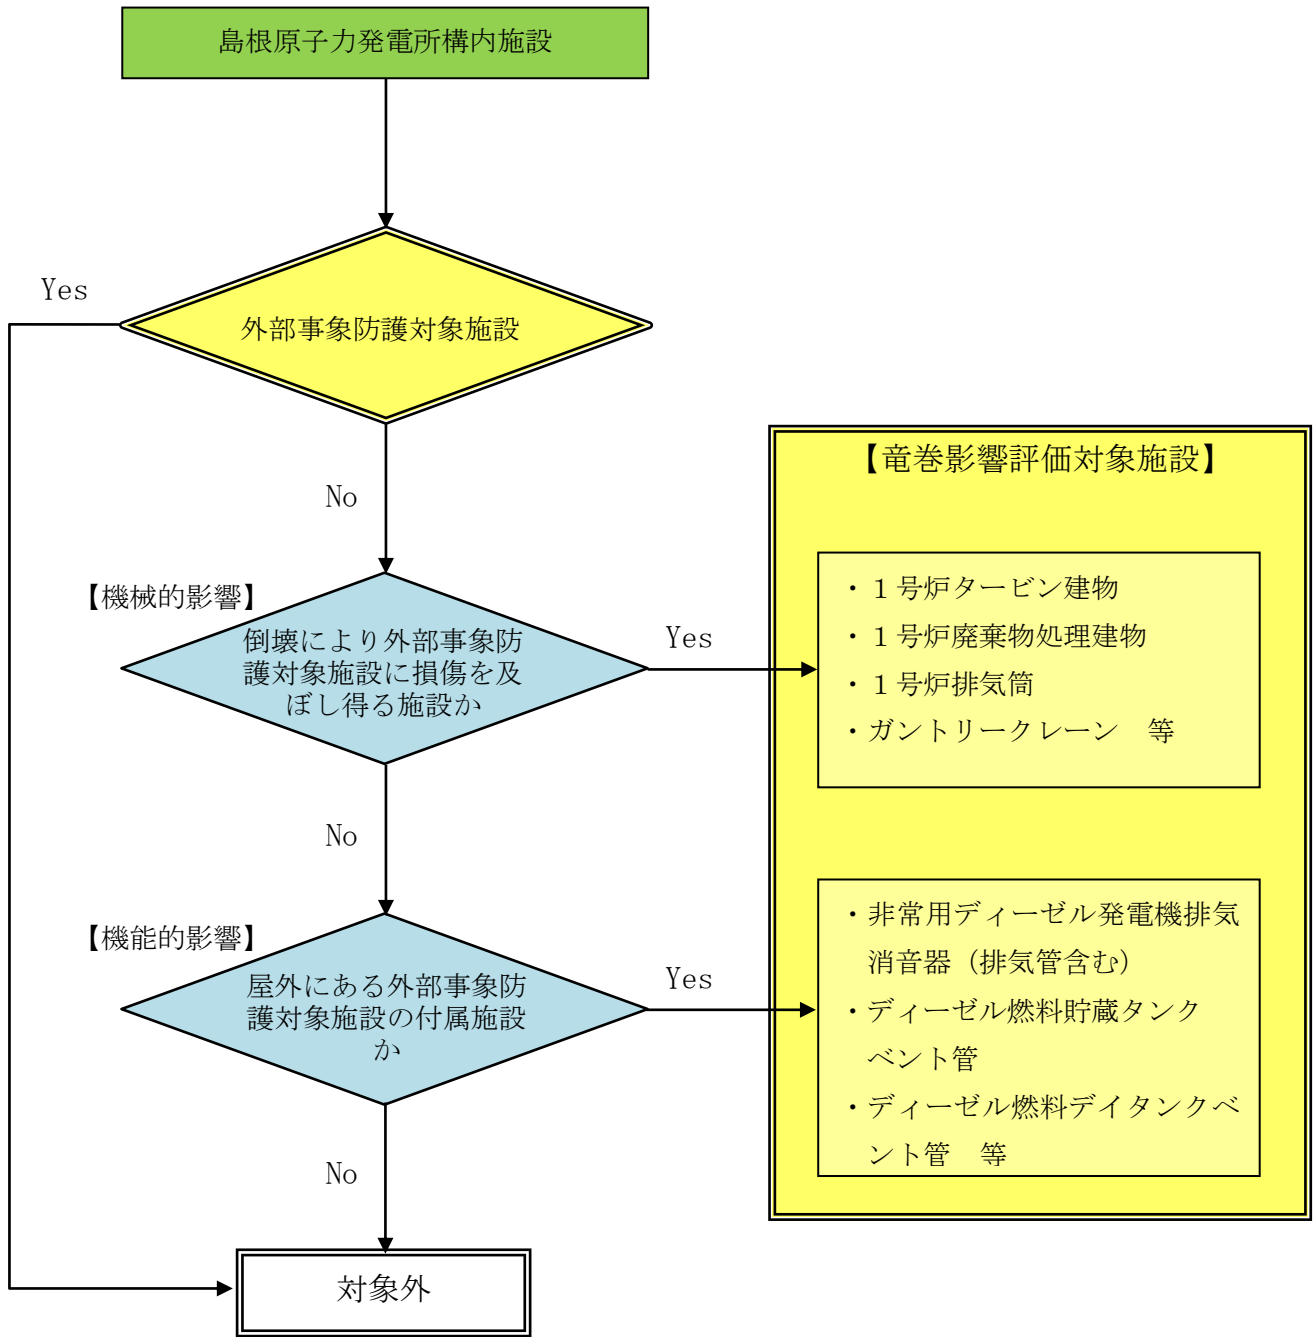 島根原子力発電所構内施設
Yes
外部事象防護対象施設
No
【機械的影響】
倒壊により外部事象防
護対象施設に損傷を及
ぼし得る施設か
Yes
No
【機能的影響】
屋外にある外部事象防
護対象施設の付属施設
か
Yes
No
対象外
【竜巻影響評価対象施設】
・１号炉タービン建物
・１号炉廃棄物処理建物
・１号炉排気筒
・ガントリークレーン　等
・非常用ディーゼル発電機排気
消音器（排気管含む）
・ディーゼル燃料貯蔵タンク
ベント管
・ディーゼル燃料デイタンクベ
ント管　等